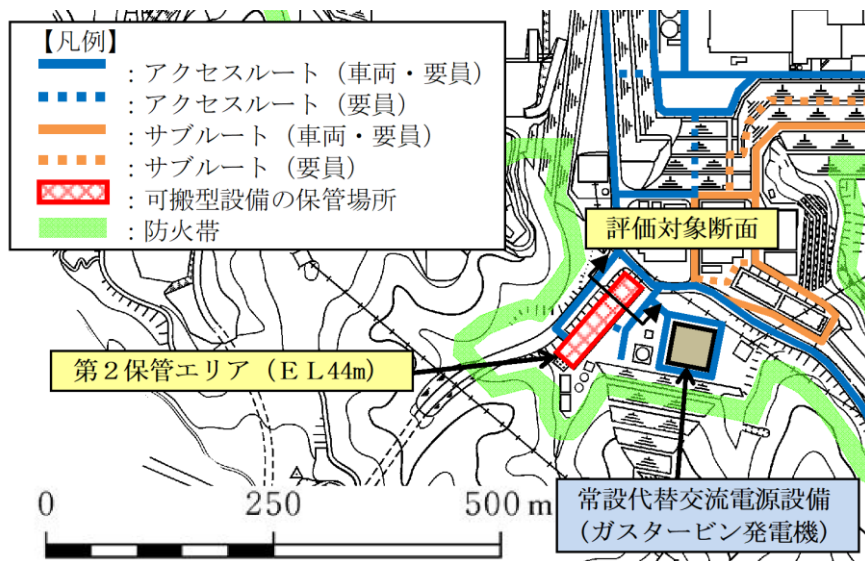 【凡例】
：アクセスルート（車両・要員）
：アクセスルート（要員）
：サブルート（車両・要員）
：サブルート（要員）
：可搬型設備の保管場所
：防火帯
評価対象断面
第２保管エリア（ＥＬ44m）
常設代替交流電源設備
（ガスタービン発電機）
0 250 500 m